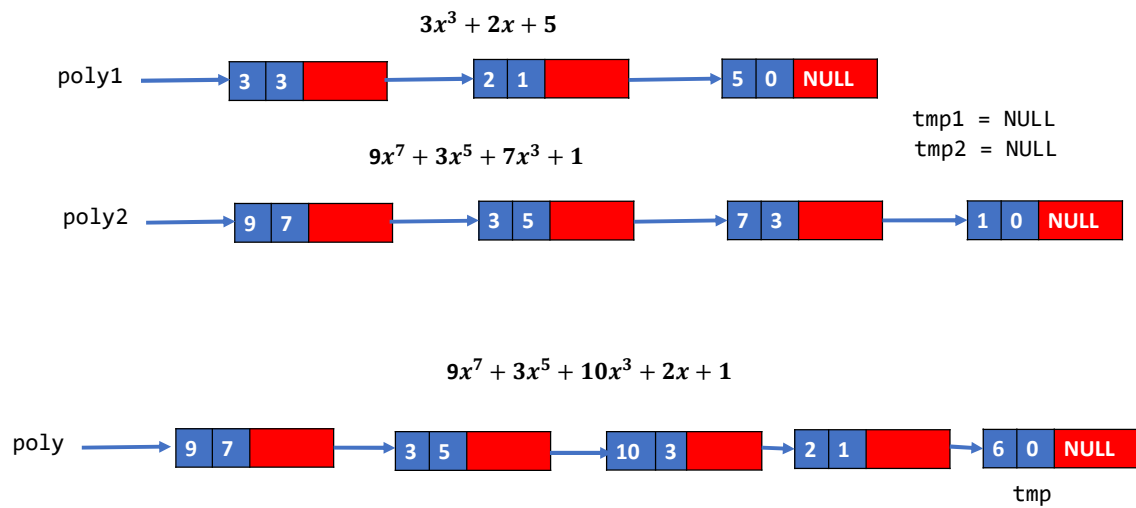 3x³ + 2x + 5
poly1 3 3 2 1 5 0 NULL
tmp1 = NULL
tmp2 = NULL
9x⁷ + 3x⁵ + 7x³ + 1
poly2 9 7 3 5 7 3 1 0 NULL
9x⁷ + 3x⁵ + 10x³ + 2x + 1
poly 9 7 3 5 10 3 2 1 6 0 NULL
tmp